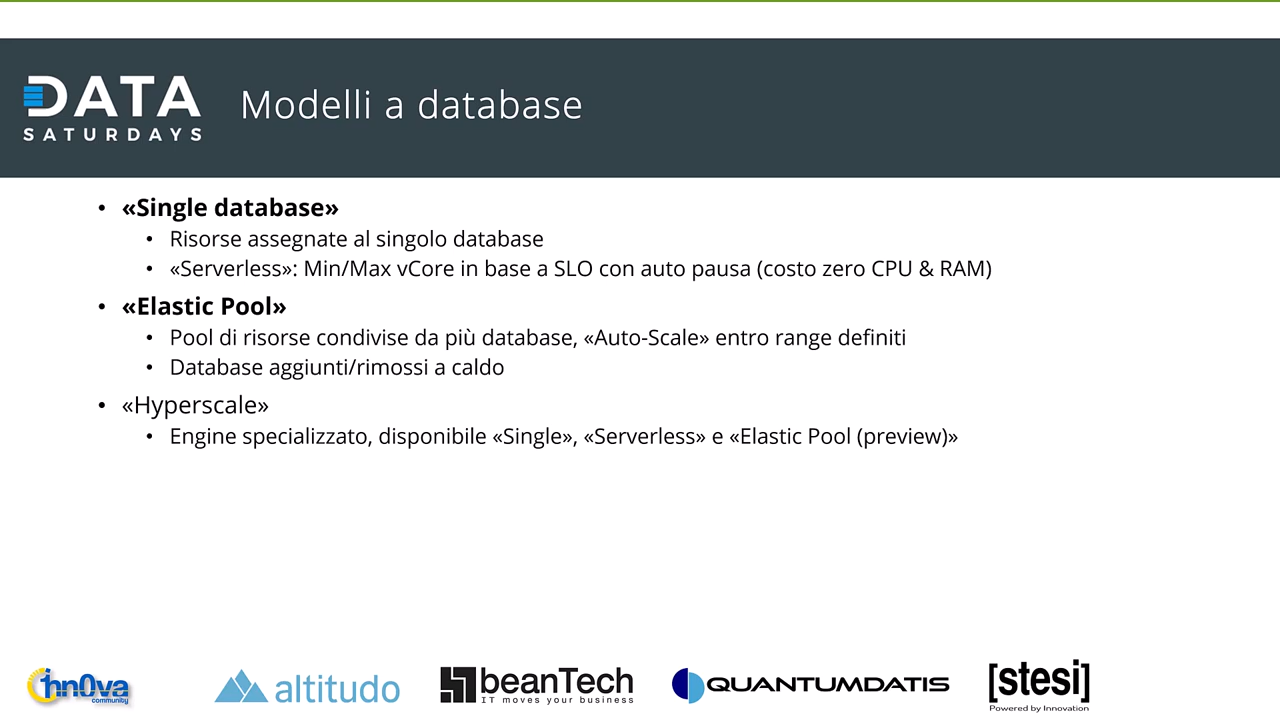 DATA
SATURDAYS
Modelli a database
• «Single database»
• Risorse assegnate al singolo database
• «Serverless»: Min/Max vCore in base a SLO con auto pausa (costo zero CPU & RAM)
• «Elastic Pool»
• Pool di risorse condivise da più database, «Auto-Scale» entro range definiti
• Database aggiunti/rimossi a caldo
• «Hyperscale»
• Engine specializzato, disponibile «Single», «Serverless» e «Elastic Pool (preview)»
1nn0va
community
altitudo
beanTech
IT moves your business
QUANTUMDATIS
[stesi]
Powered by Innovation